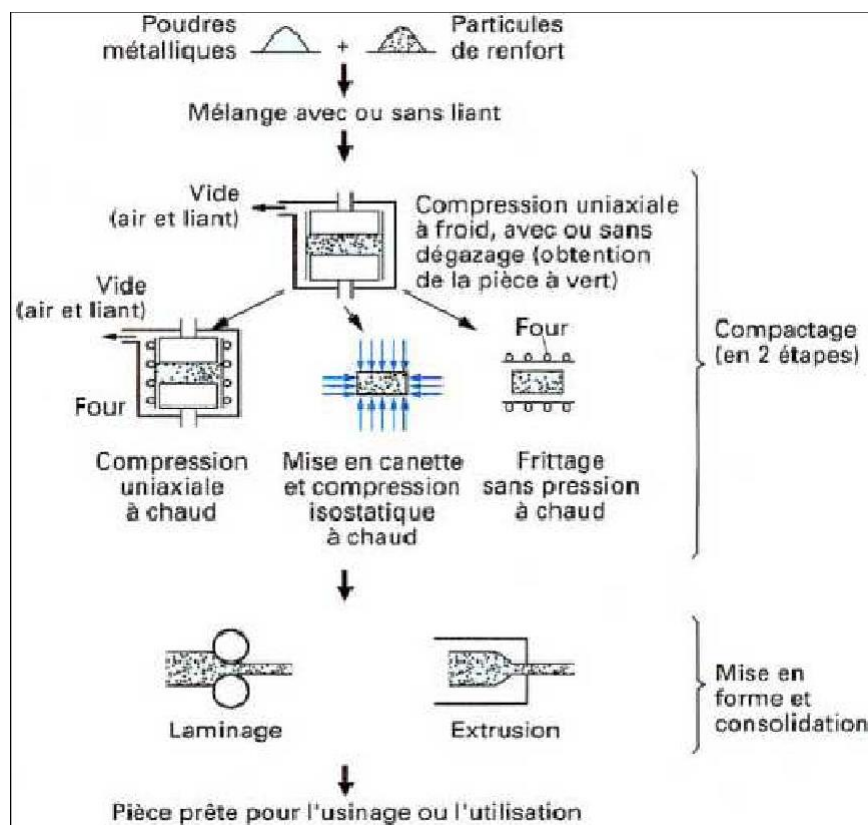 Poudres
métalliques
+
Particules
de renfort
Mélange avec ou sans liant
Vide
(air et liant)
Compression uniaxiale
à froid, avec ou sans
dégazage (obtention
de la pièce à vert)
Vide
(air et liant)
Four
Four
Compactage
(en 2 étapes)
Compression
uniaxiale
à chaud
Mise en canette
et compression
isostatique
à chaud
Frittage
sans pression
à chaud
Laminage
Extrusion
Mise en
forme et
consolidation
Pièce prête pour l'usinage ou l'utilisation